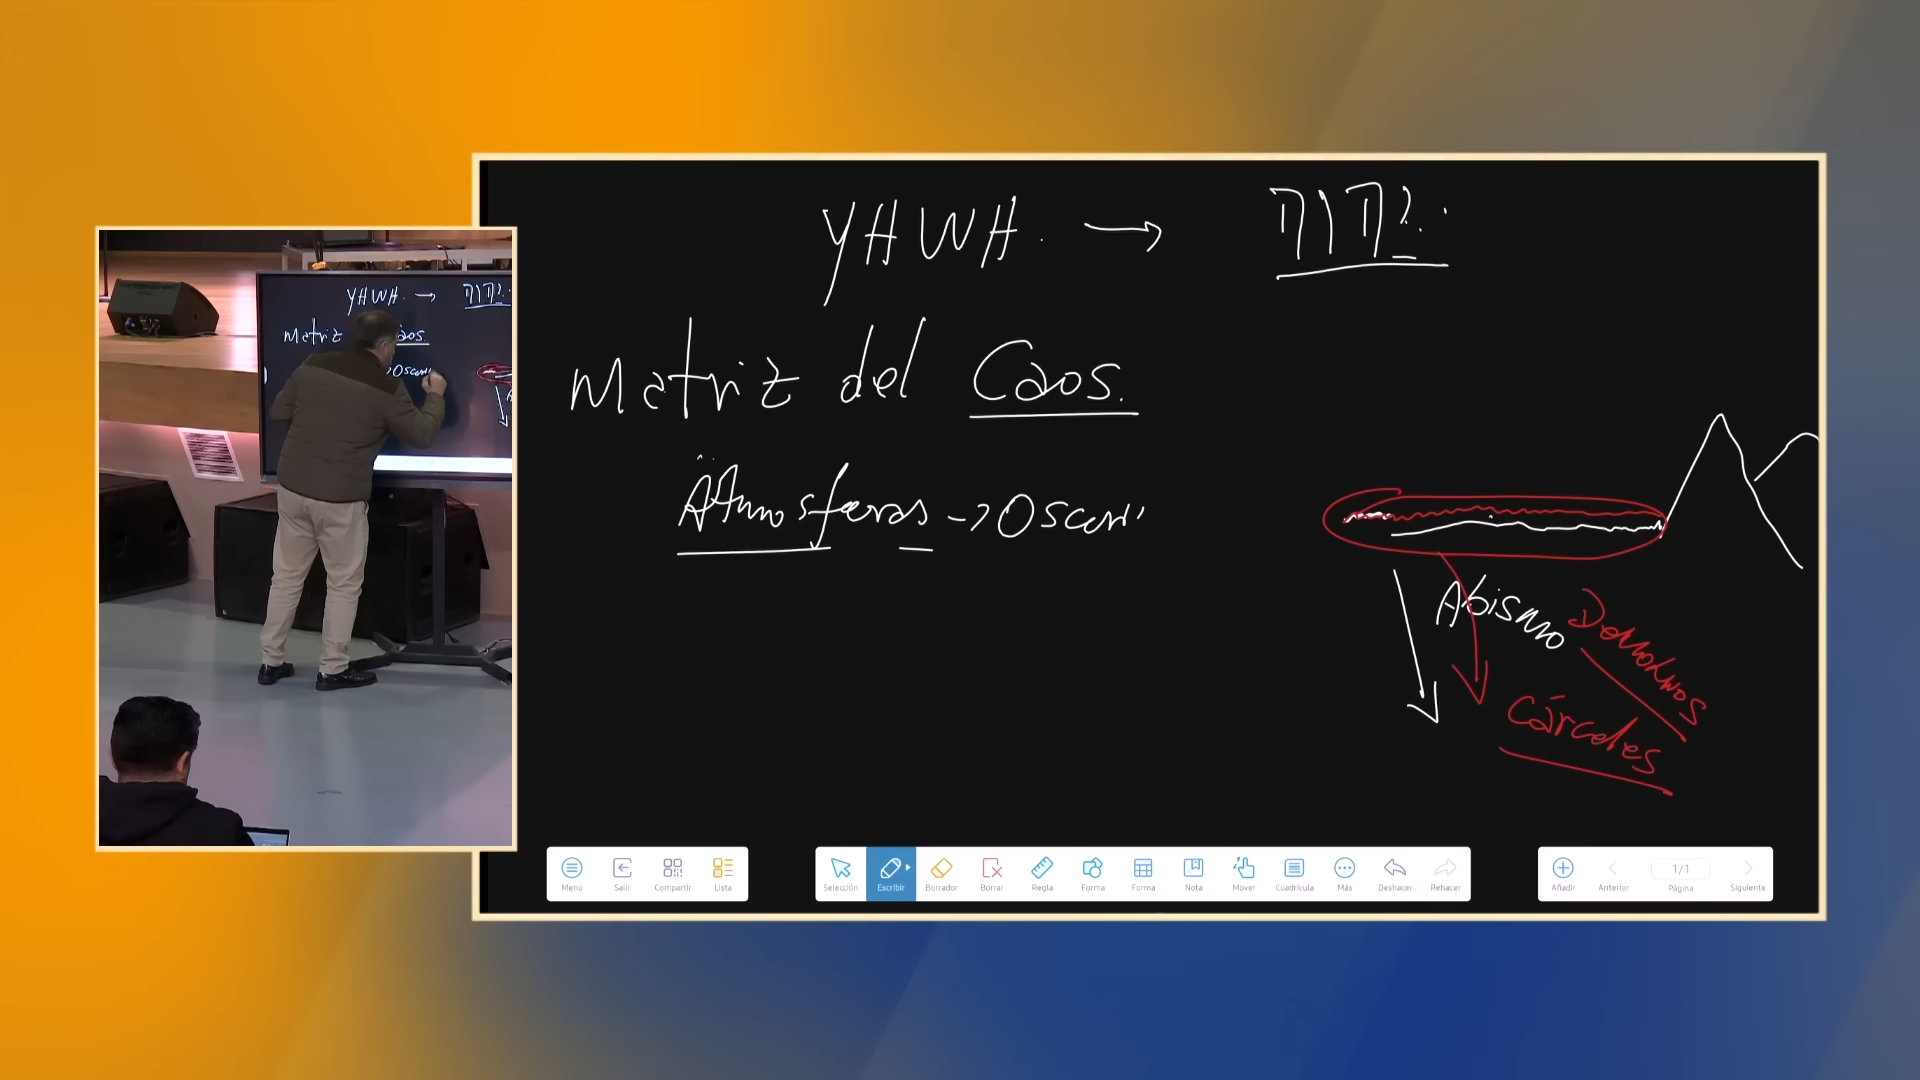 YHWH. → יהוה
Matriz del Caos.
Atmosferas -> Oscuri
Abismo
Demonios
Cárceles
Menú Salir Compartir Lista
Selección Escribir Borrador Borrar Regla Forma Forma Nota Mover Cuadrícula Más Deshacer Rehacer
Añadir Anterior 1/1 Página Siguiente